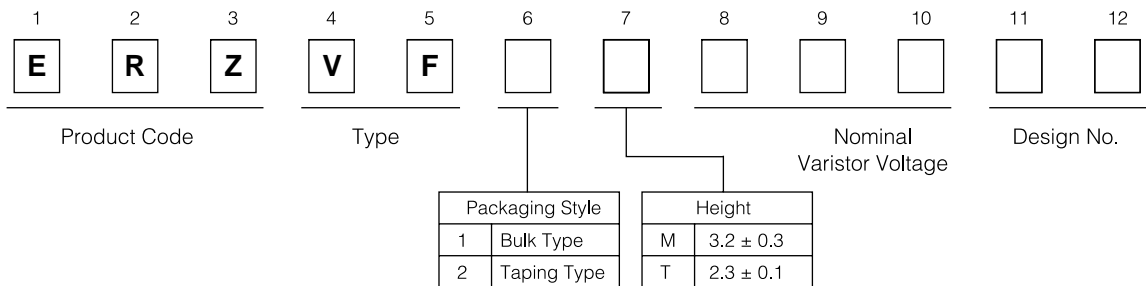 1 2 3 4 5 6 7 8 9 10 11 12
E R Z V F
Product Code Type Nominal Varistor Voltage Design No.
Packaging Style
1 Bulk Type
2 Taping Type
Height
M 3.2 ± 0.3
T 2.3 ± 0.1